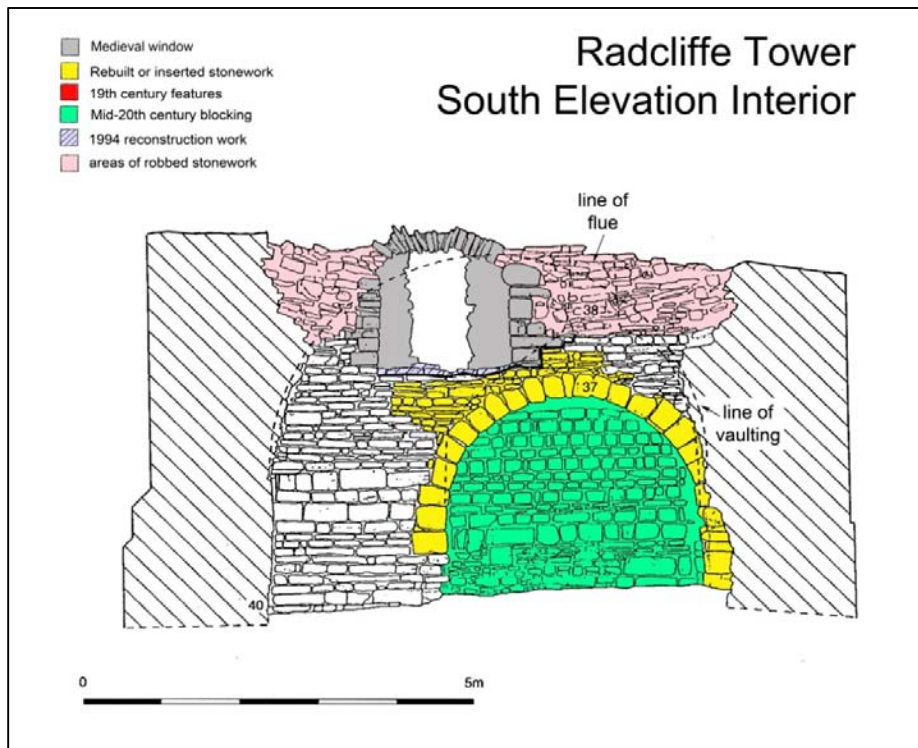 Radcliffe Tower
South Elevation Interior
Medieval window
Rebuilt or inserted stonework
19th century features
Mid-20th century blocking
1994 reconstruction work
areas of robbed stonework
line of
flue
38
37
line of
vaulting
40
0
5m